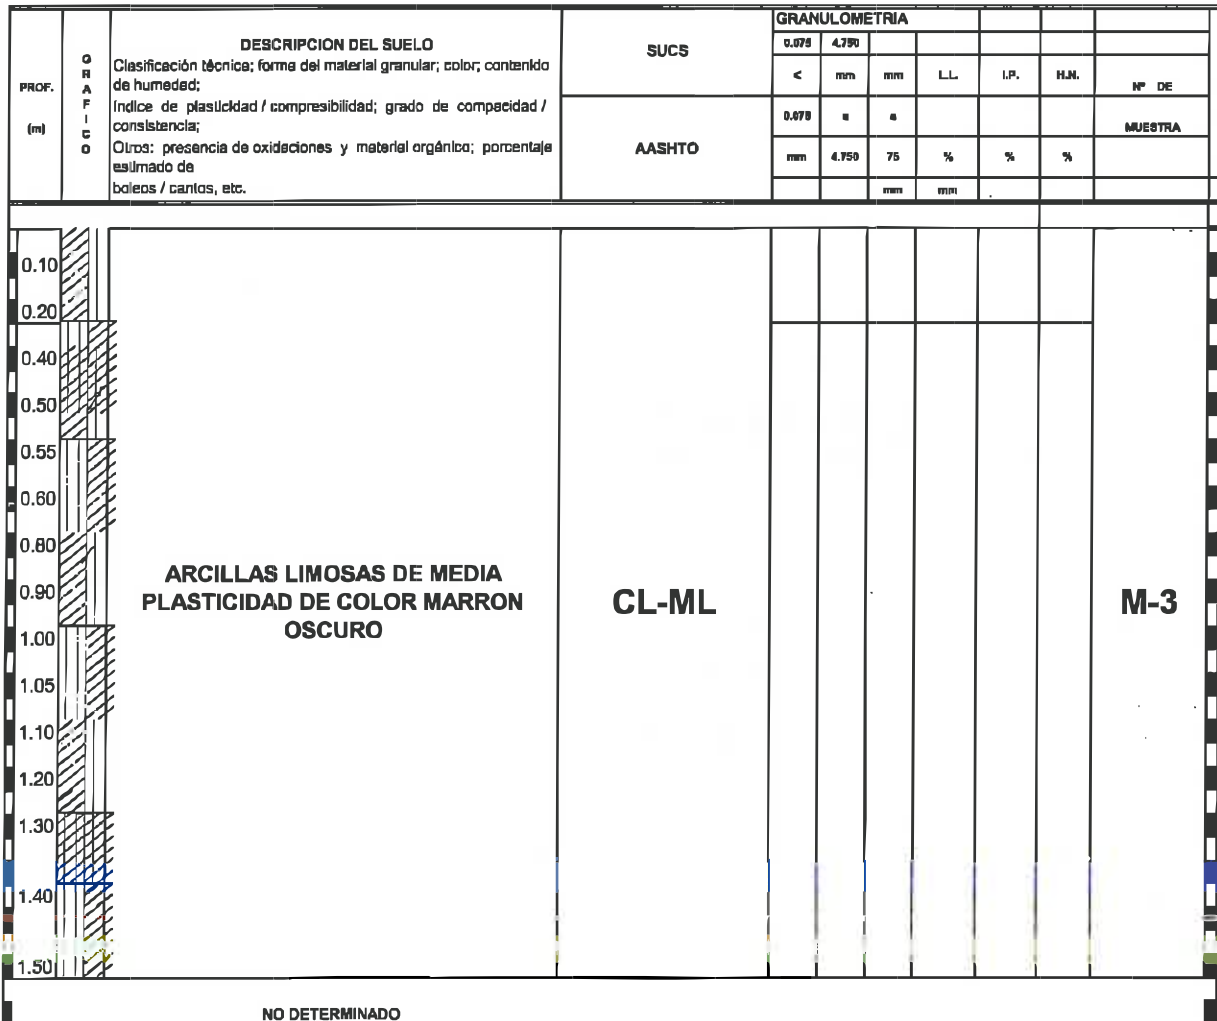 PROF.
(m)
GRAFICO
DESCRIPCION DEL SUELO
Clasificación técnica; forma del material granular; color; contenido
de humedad;
Indice de plasticidad / compresibilidad; grado de compacidad /
consistencia;
Otros: presencia de oxidaciones y material orgánico; porcentaje
estimado de
boleos / cantos, etc.
SUCS
AASHTO
GRANULOMETRIA
0.075 4.750
< mm mm L.L. I.P. H.N.
0.075 a a
mm 4.750 75 % % %
mm mm
Nº DE
MUESTRA
0.10
0.20
0.40
0.50
0.55
0.60
0.80
0.90
1.00
1.05
1.10
1.20
1.30
1.40
1.50
ARCILLAS LIMOSAS DE MEDIA
PLASTICIDAD DE COLOR MARRON
OSCURO
CL-ML
M-3
NO DETERMINADO